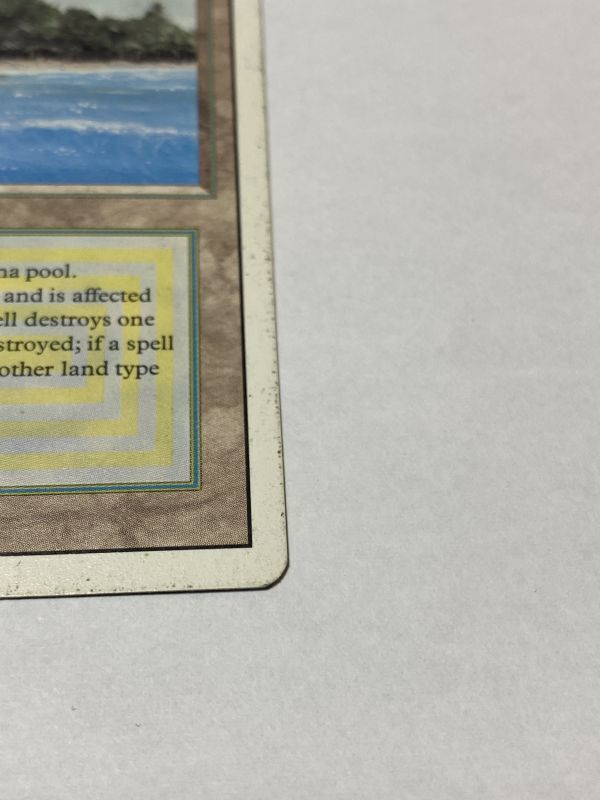 na pool.
and is affected
ell destroys one
stroyed; if a spell
other land type